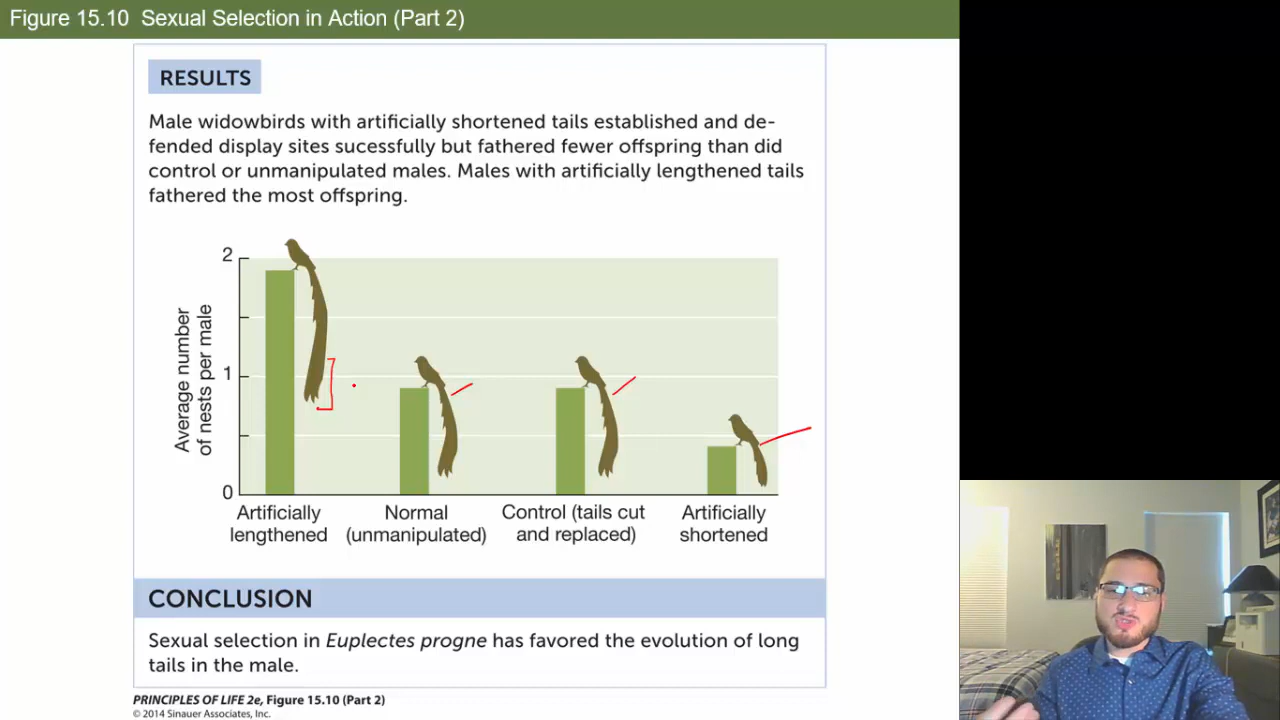 Figure 15.10 Sexual Selection in Action (Part 2)
RESULTS
Male widowbirds with artificially shortened tails established and de-
fended display sites sucessfully but fathered fewer offspring than did
control or unmanipulated males. Males with artificially lengthened tails
fathered the most offspring.
2
1
0
Average number
of nests per male
Artificially
lengthened
Normal
(unmanipulated)
Control (tails cut
and replaced)
Artificially
shortened
CONCLUSION
Sexual selection in Euplectes progne has favored the evolution of long
tails in the male.
PRINCIPLES OF LIFE 2e, Figure 15.10 (Part 2)
© 2014 Sinauer Associates, Inc.